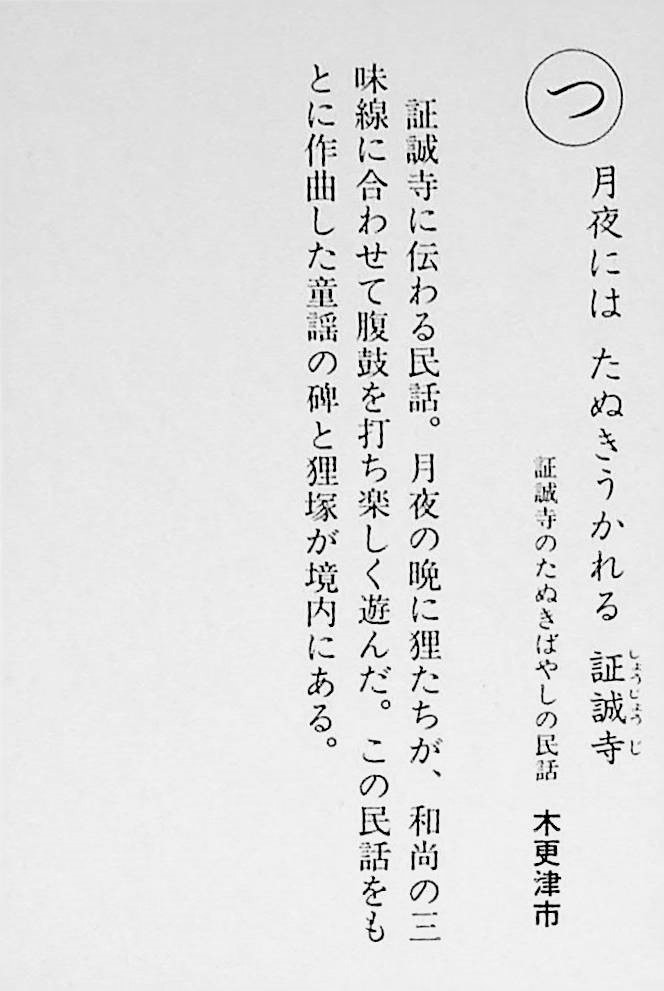 つ
月夜には たぬきうかれる 証誠寺
しょうじょうじ
証誠寺のたぬきばやしの民話 木更津市
証誠寺に伝わる民話。月夜の晩に狸たちが、和尚の三
味線に合わせて腹鼓を打ち楽しく遊んだ。この民話をも
とに作曲した童謡の碑と狸塚が境内にある。